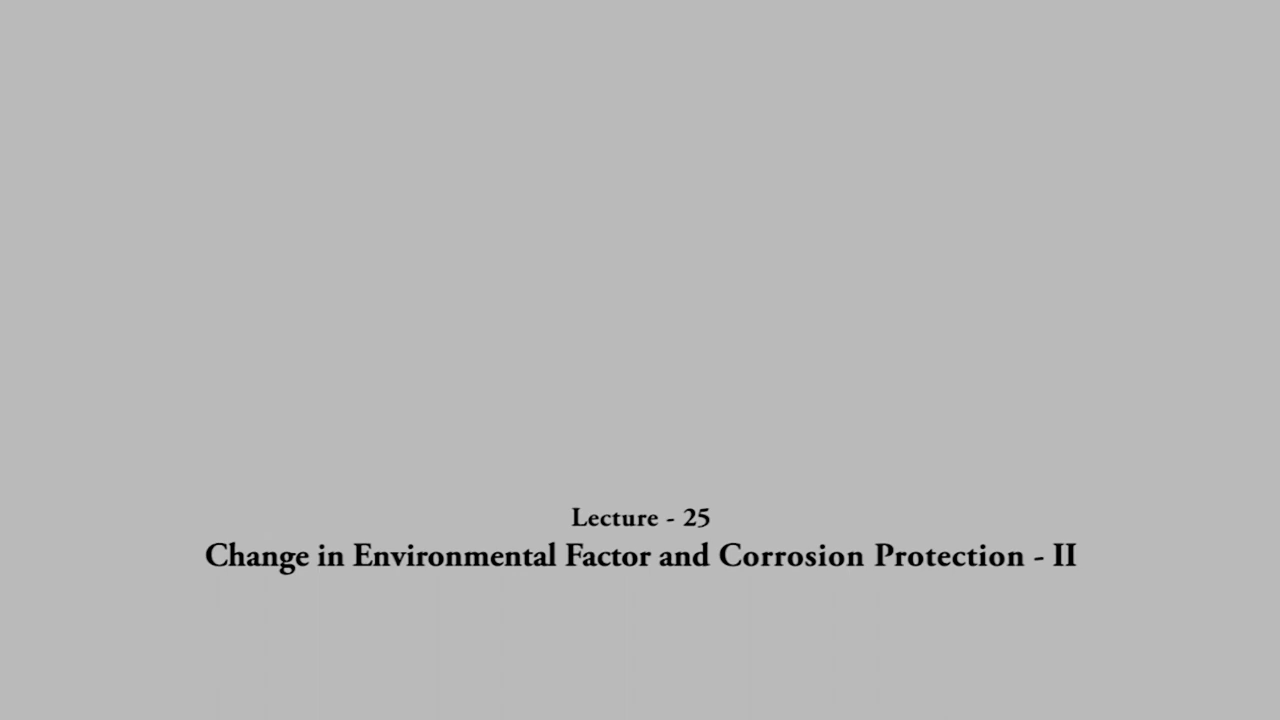 Lecture - 25
Change in Environmental Factor and Corrosion Protection - II